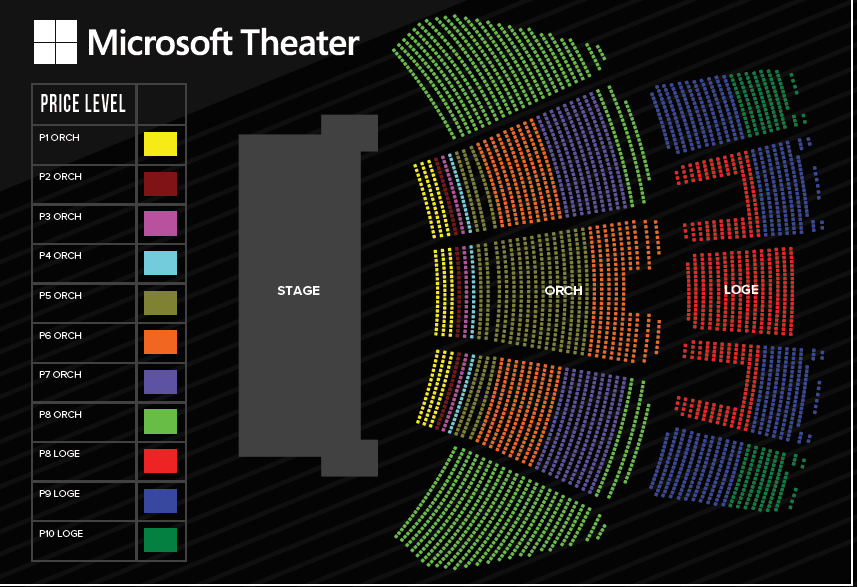 Microsoft Theater
PRICE LEVEL
P1 ORCH
P2 ORCH
P3 ORCH
P4 ORCH
P5 ORCH
P6 ORCH
P7 ORCH
P8 ORCH
P8 LOGE
P9 LOGE
P10 LOGE
STAGE
ORCH
LOGE